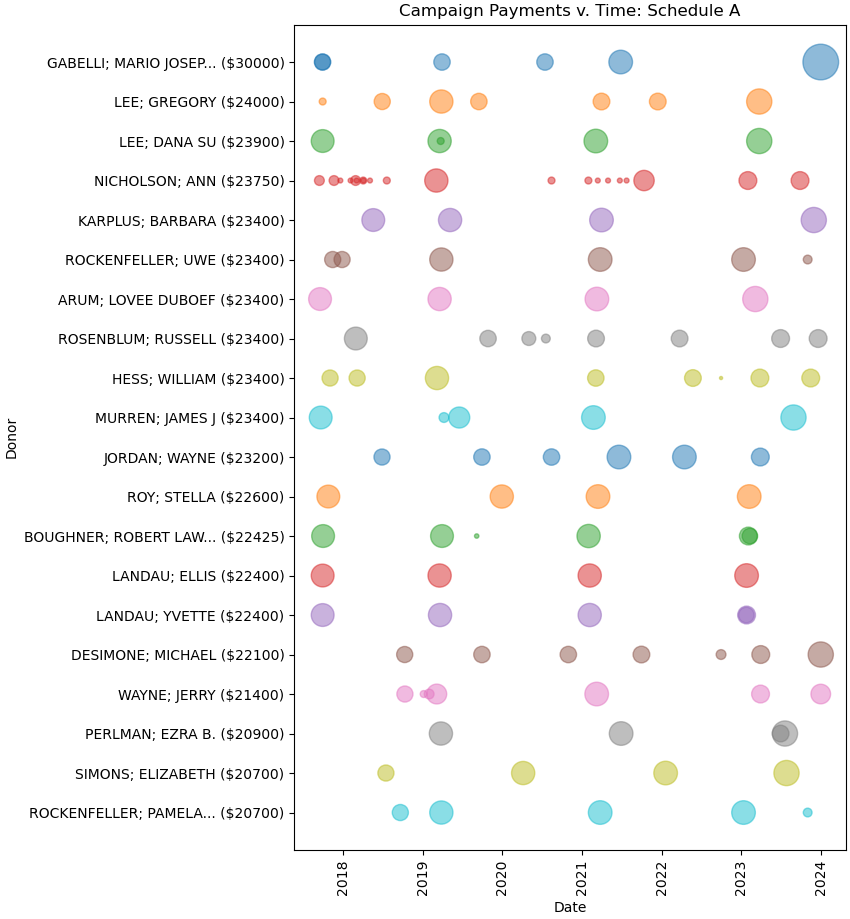 Campaign Payments v. Time: Schedule A
GABELLI; MARIO JOSEP... ($30000)
LEE; GREGORY ($24000)
LEE; DANA SU ($23900)
NICHOLSON; ANN ($23750)
KARPLUS; BARBARA ($23400)
ROCKENFELLER; UWE ($23400)
ARUM; LOVEE DUBOEF ($23400)
ROSENBLUM; RUSSELL ($23400)
HESS; WILLIAM ($23400)
MURREN; JAMES J ($23400)
JORDAN; WAYNE ($23200)
ROY; STELLA ($22600)
BOUGHNER; ROBERT LAW... ($22425)
LANDAU; ELLIS ($22400)
LANDAU; YVETTE ($22400)
DESIMONE; MICHAEL ($22100)
WAYNE; JERRY ($21400)
PERLMAN; EZRA B. ($20900)
SIMONS; ELIZABETH ($20700)
ROCKENFELLER; PAMELA... ($20700)
Donor
2018 2019 2020 2021 2022 2023 2024
Date